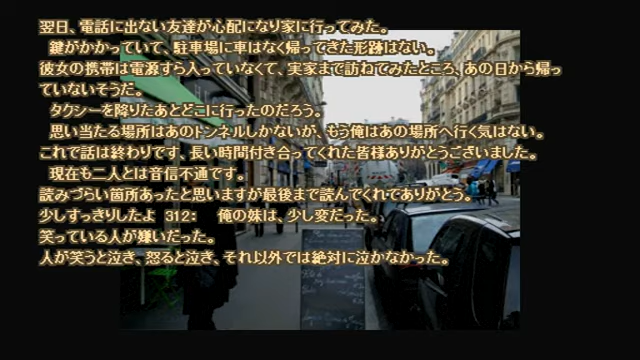 翌日、電話に出ない友達が心配になり家に行ってみた。
鍵がかかっていて、駐車場に車はなく帰ってきた形跡はない。
彼女の携帯は電源すら入っていなくて、実家まで訪ねてみたところ、あの日から帰っ
ていないそうだ。
タクシーを降りたあとどこに行ったのだろう。
思い当たる場所はあのトンネルしかないが、もう俺はあの場所へ行く気はない。
これで話は終わりです、長い時間付き合ってくれた皆様ありがとうございました。
現在も二人とは音信不通です。
読みづらい箇所あったと思いますが最後まで読んでくれてありがとう。
少しすっきりしたよ 312: 俺の妹は、少し変だった。
笑っている人が嫌いだった。
人が笑うと泣き、怒ると泣き、それ以外では絶対に泣かなかった。